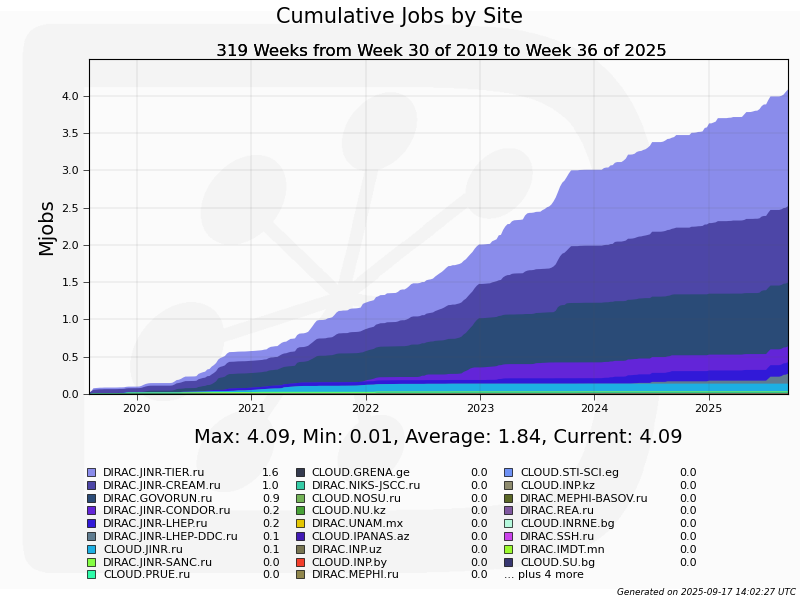 Cumulative Jobs by Site
319 Weeks from Week 30 of 2019 to Week 36 of 2025
Mjobs
4.0
3.5
3.0
2.5
2.0
1.5
1.0
0.5
0.0
2020 2021 2022 2023 2024 2025
Max: 4.09, Min: 0.01, Average: 1.84, Current: 4.09
DIRAC.JINR-TIER.ru 1.6 CLOUD.GRENA.ge 0.0 CLOUD.STI-SCI.eg 0.0
DIRAC.JINR-CREAM.ru 1.0 DIRAC.NIKS-JSCC.ru 0.0 CLOUD.INP.kz 0.0
DIRAC.GOVORUN.ru 0.9 CLOUD.NOSU.ru 0.0 DIRAC.MEPHI-BASOV.ru 0.0
DIRAC.JINR-CONDOR.ru 0.2 CLOUD.NU.kz 0.0 DIRAC.REA.ru 0.0
DIRAC.JINR-LHEP.ru 0.2 DIRAC.UNAM.mx 0.0 CLOUD.INRNE.bg 0.0
DIRAC.JINR-LHEP-DDC.ru 0.1 CLOUD.IPANAS.az 0.0 DIRAC.SSH.ru 0.0
CLOUD.JINR.ru 0.1 DIRAC.INP.uz 0.0 DIRAC.IMDT.mn 0.0
DIRAC.JINR-SANC.ru 0.0 CLOUD.INP.by 0.0 CLOUD.SU.bg 0.0
CLOUD.PRUE.ru 0.0 DIRAC.MEPHI.ru 0.0 ... plus 4 more
Generated on 2025-09-17 14:02:27 UTC